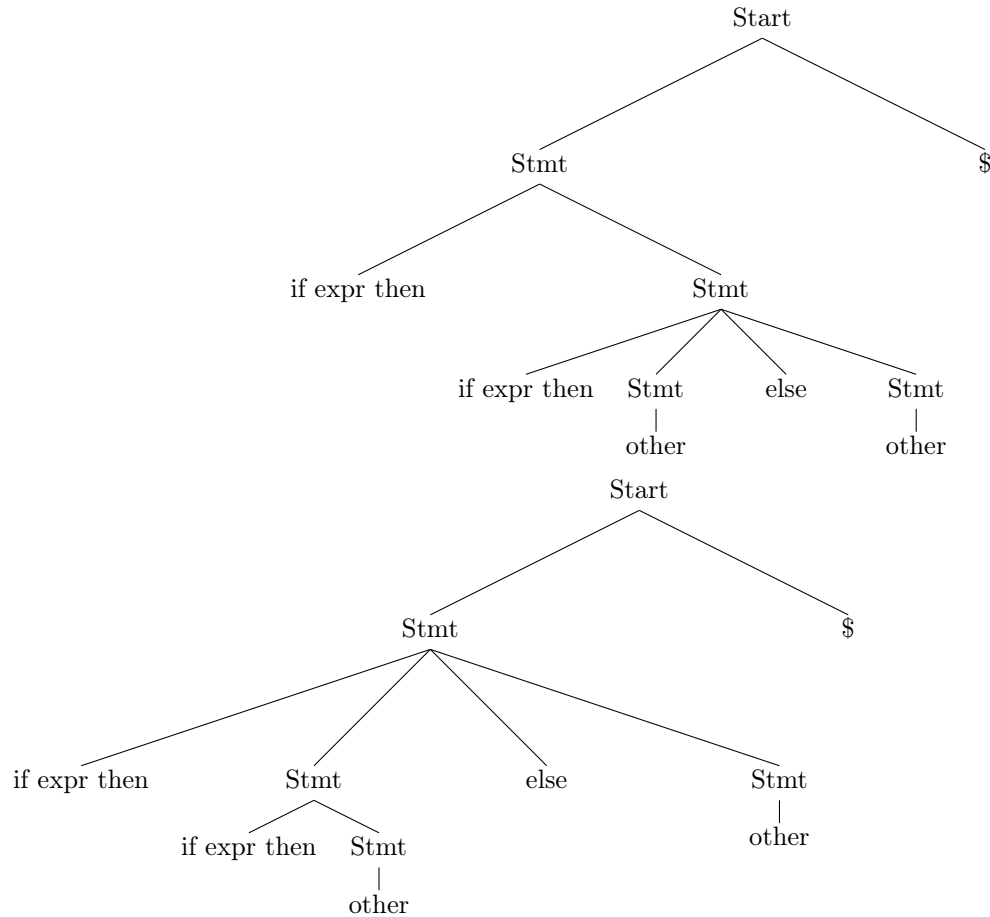 Start
Stmt $
if expr then Stmt
if expr then Stmt else Stmt
other other
Start
Stmt $
if expr then Stmt else Stmt
if expr then Stmt other
other